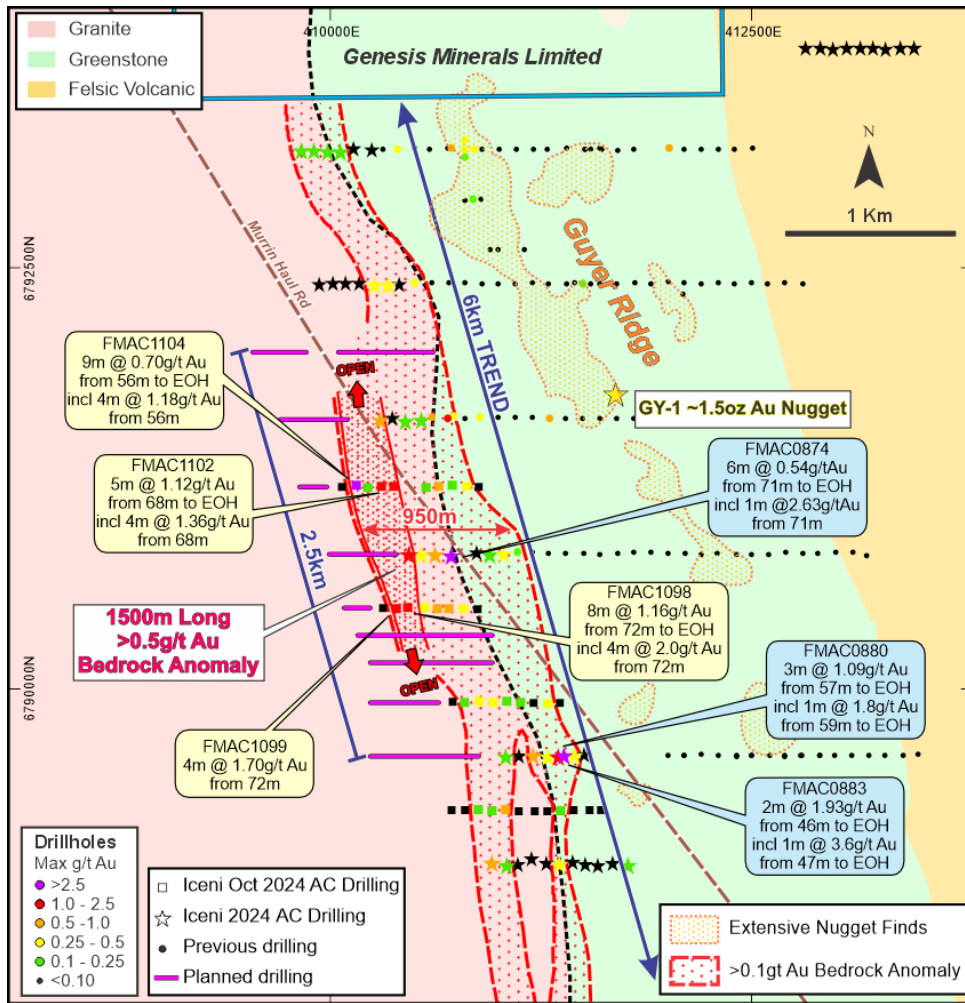 Granite
Greenstone
Felsic Volcanic
410000E
412500E
Genesis Minerals Limited
N
1 Km
6792500N
Murrin Haul Rd
Guyer Ridge
6km TREND
FMAC1104
9m @ 0.70g/t Au
from 56m to EOH
incl 4m @ 1.18g/t Au
from 56m
OPEN
GY-1 ~1.5oz Au Nugget
FMAC0874
6m @ 0.54g/tAu
from 71m to EOH
incl 1m @2.63g/tAu
from 71m
FMAC1102
5m @ 1.12g/t Au
from 68m to EOH
incl 4m @ 1.36g/t Au
from 68m
950m
2.5km
1500m Long
>0.5g/t Au
Bedrock Anomaly
FMAC1098
8m @ 1.16g/t Au
from 72m to EOH
incl 4m @ 2.0g/t Au
from 72m
OPEN
6790000N
FMAC0880
3m @ 1.09g/t Au
from 57m to EOH
incl 1m @ 1.8g/t Au
from 59m to EOH
FMAC1099
4m @ 1.70g/t Au
from 72m
FMAC0883
2m @ 1.93g/t Au
from 46m to EOH
incl 1m @ 3.6g/t Au
from 47m to EOH
Drillholes
Max g/t Au
>2.5
1.0 - 2.5
0.5 -1.0
0.25 - 0.5
0.1 - 0.25
<0.10
Iceni Oct 2024 AC Drilling
Iceni 2024 AC Drilling
Previous drilling
Planned drilling
Extensive Nugget Finds
>0.1gt Au Bedrock Anomaly